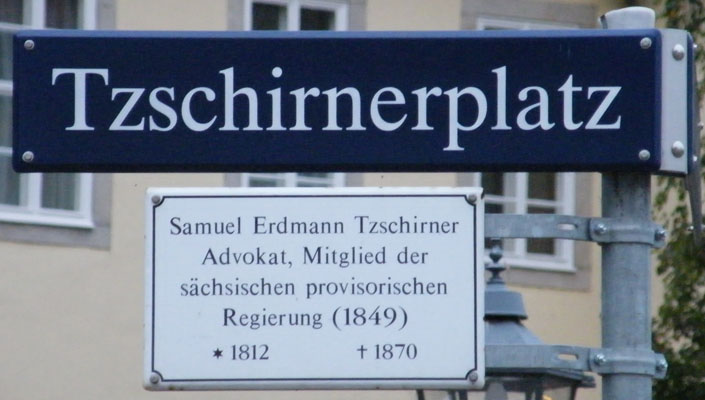 Tzschirnerplatz
Samuel Erdmann Tzschirner
Advokat, Mitglied der
sächsischen provisorischen
Regierung (1849)
✶ 1812 † 1870